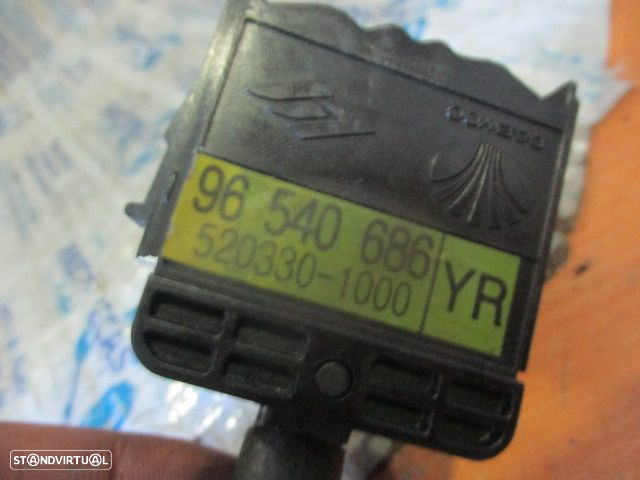 DAEWOO
96 540 686
520330-1000
YR
STANDVIRTUAL